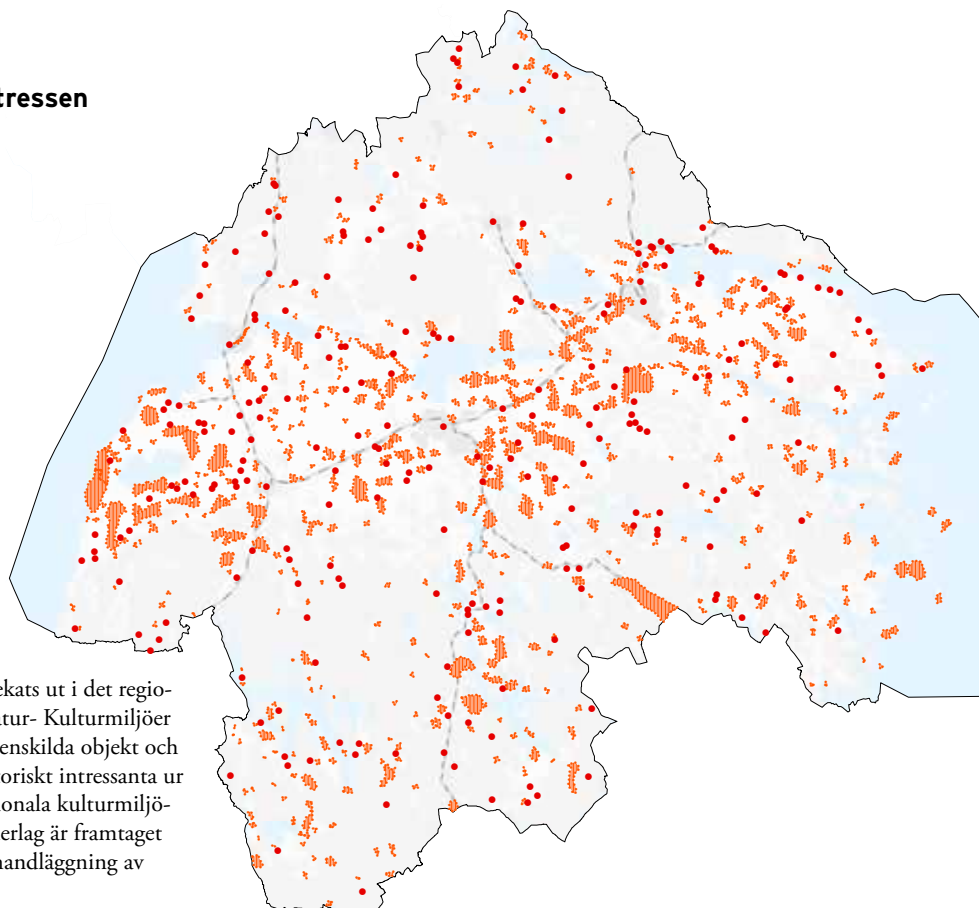 tressen
ekats ut i det regio-
atur- Kulturmiljöer
enskilda objekt och
oriskt intressanta ur
onala kulturmiljö-
erlag är framtaget
handläggning av